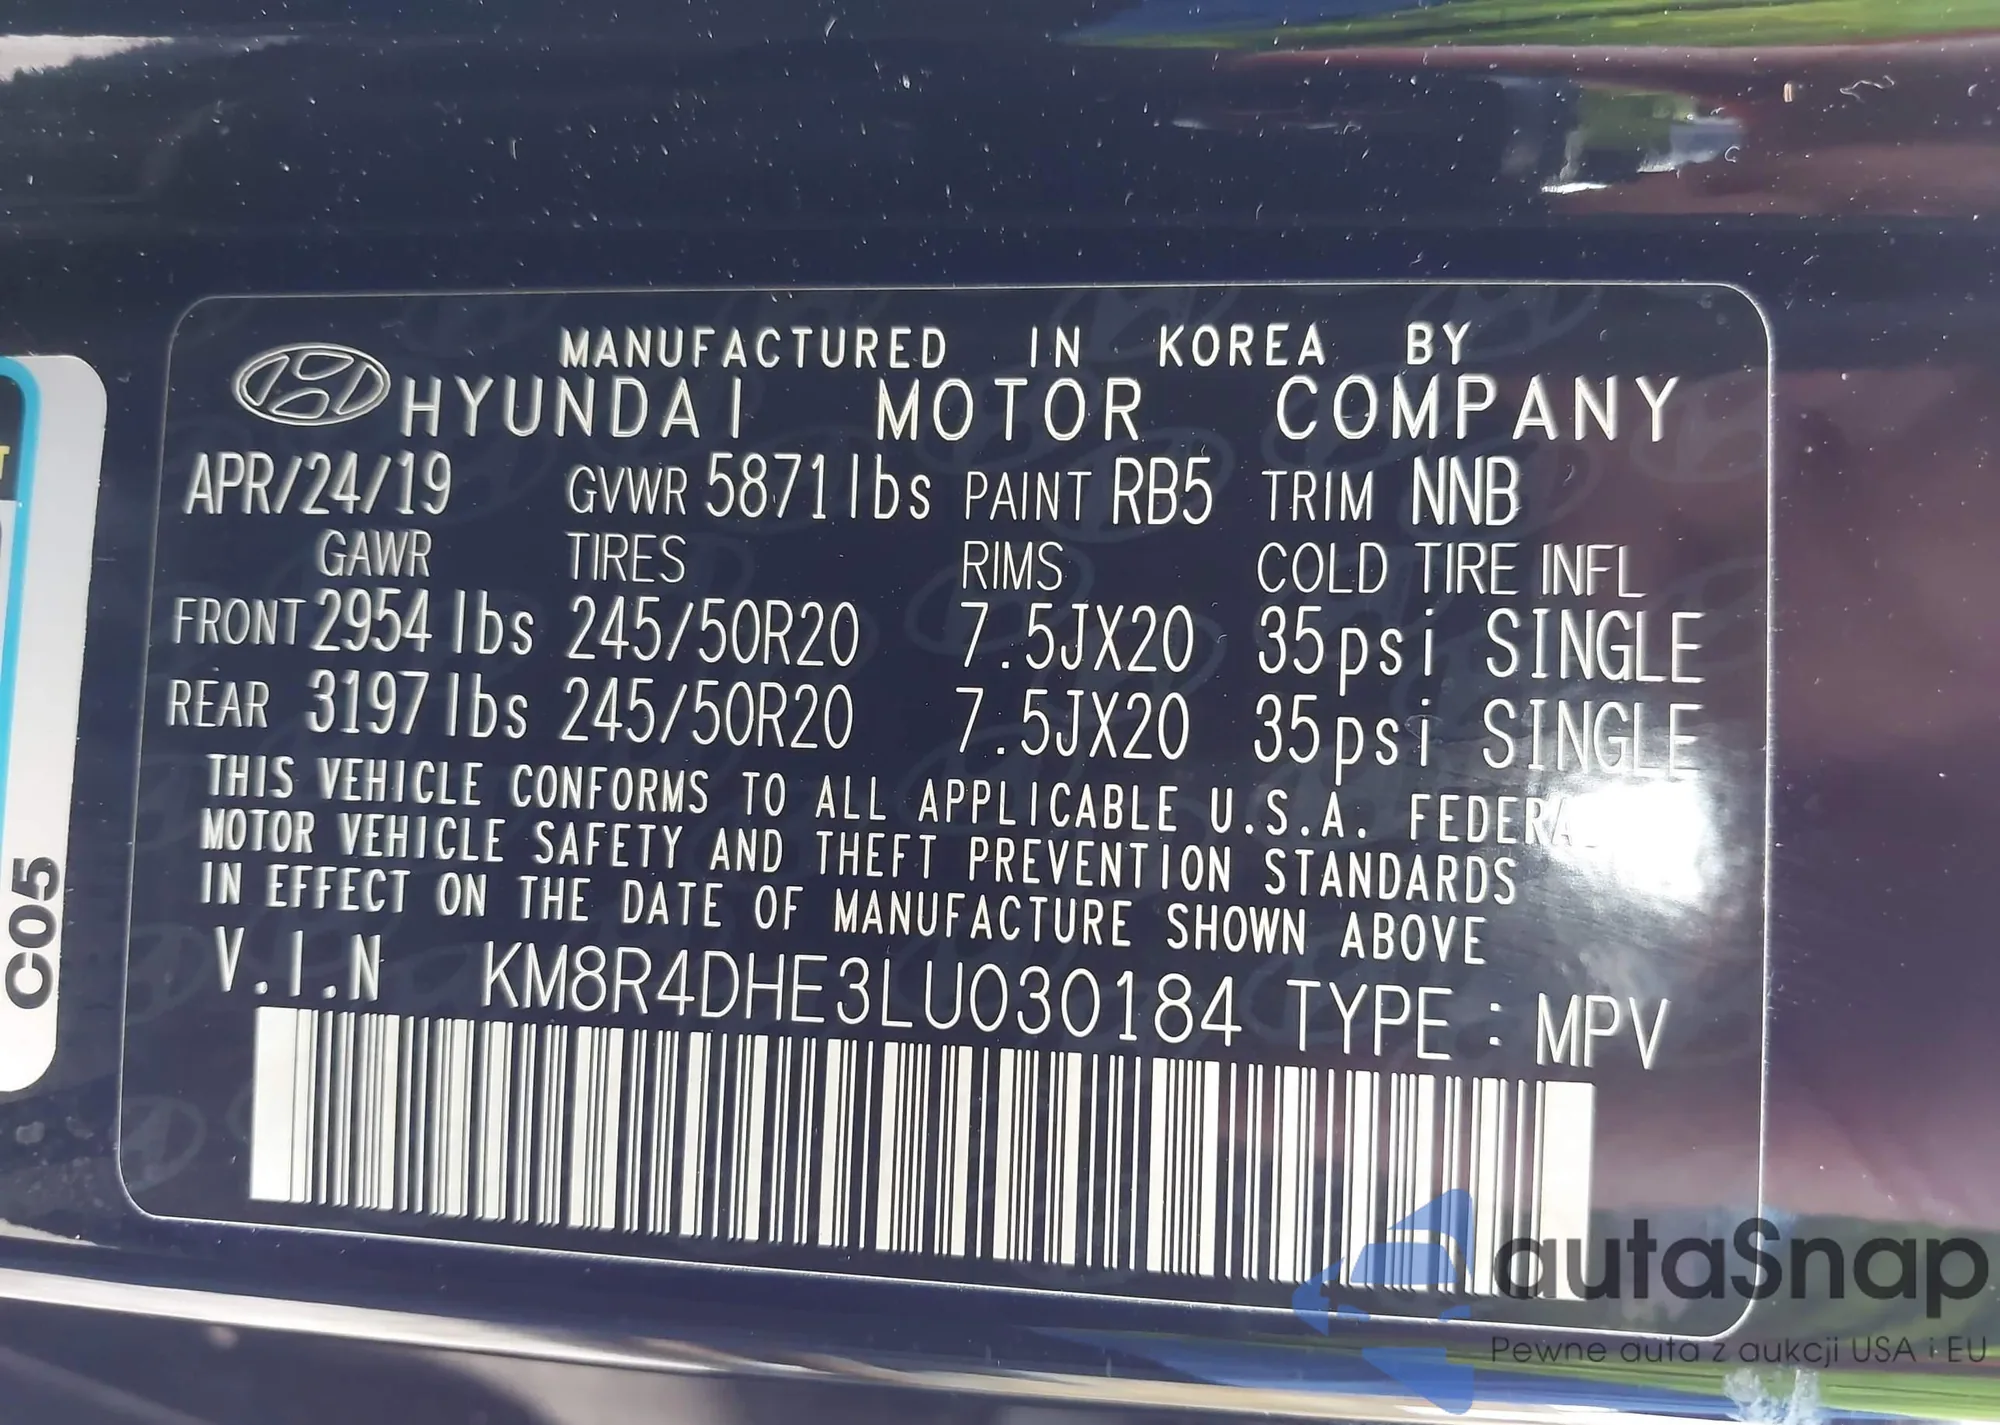 MANUFACTURED IN KOREA BY
HYUNDAI MOTOR COMPANY
APR/24/19 GVWR 5871lbs PAINT RB5 TRIM NNB
GAWR TIRES RIMS COLD TIRE INFL
FRONT 2954 lbs 245/50R20 7.5JX20 35psi SINGLE
REAR 3197 lbs 245/50R20 7.5JX20 35psi SINGLE
THIS VEHICLE CONFORMS TO ALL APPLICABLE U.S.A. FEDERAL
MOTOR VEHICLE SAFETY AND THEFT PREVENTION STANDARDS
IN EFFECT ON THE DATE OF MANUFACTURE SHOWN ABOVE
V.I.N KM8R4DHE3LU030184 TYPE : MPV
C05
autaSnap
Pewne auta z aukcji USA i EU